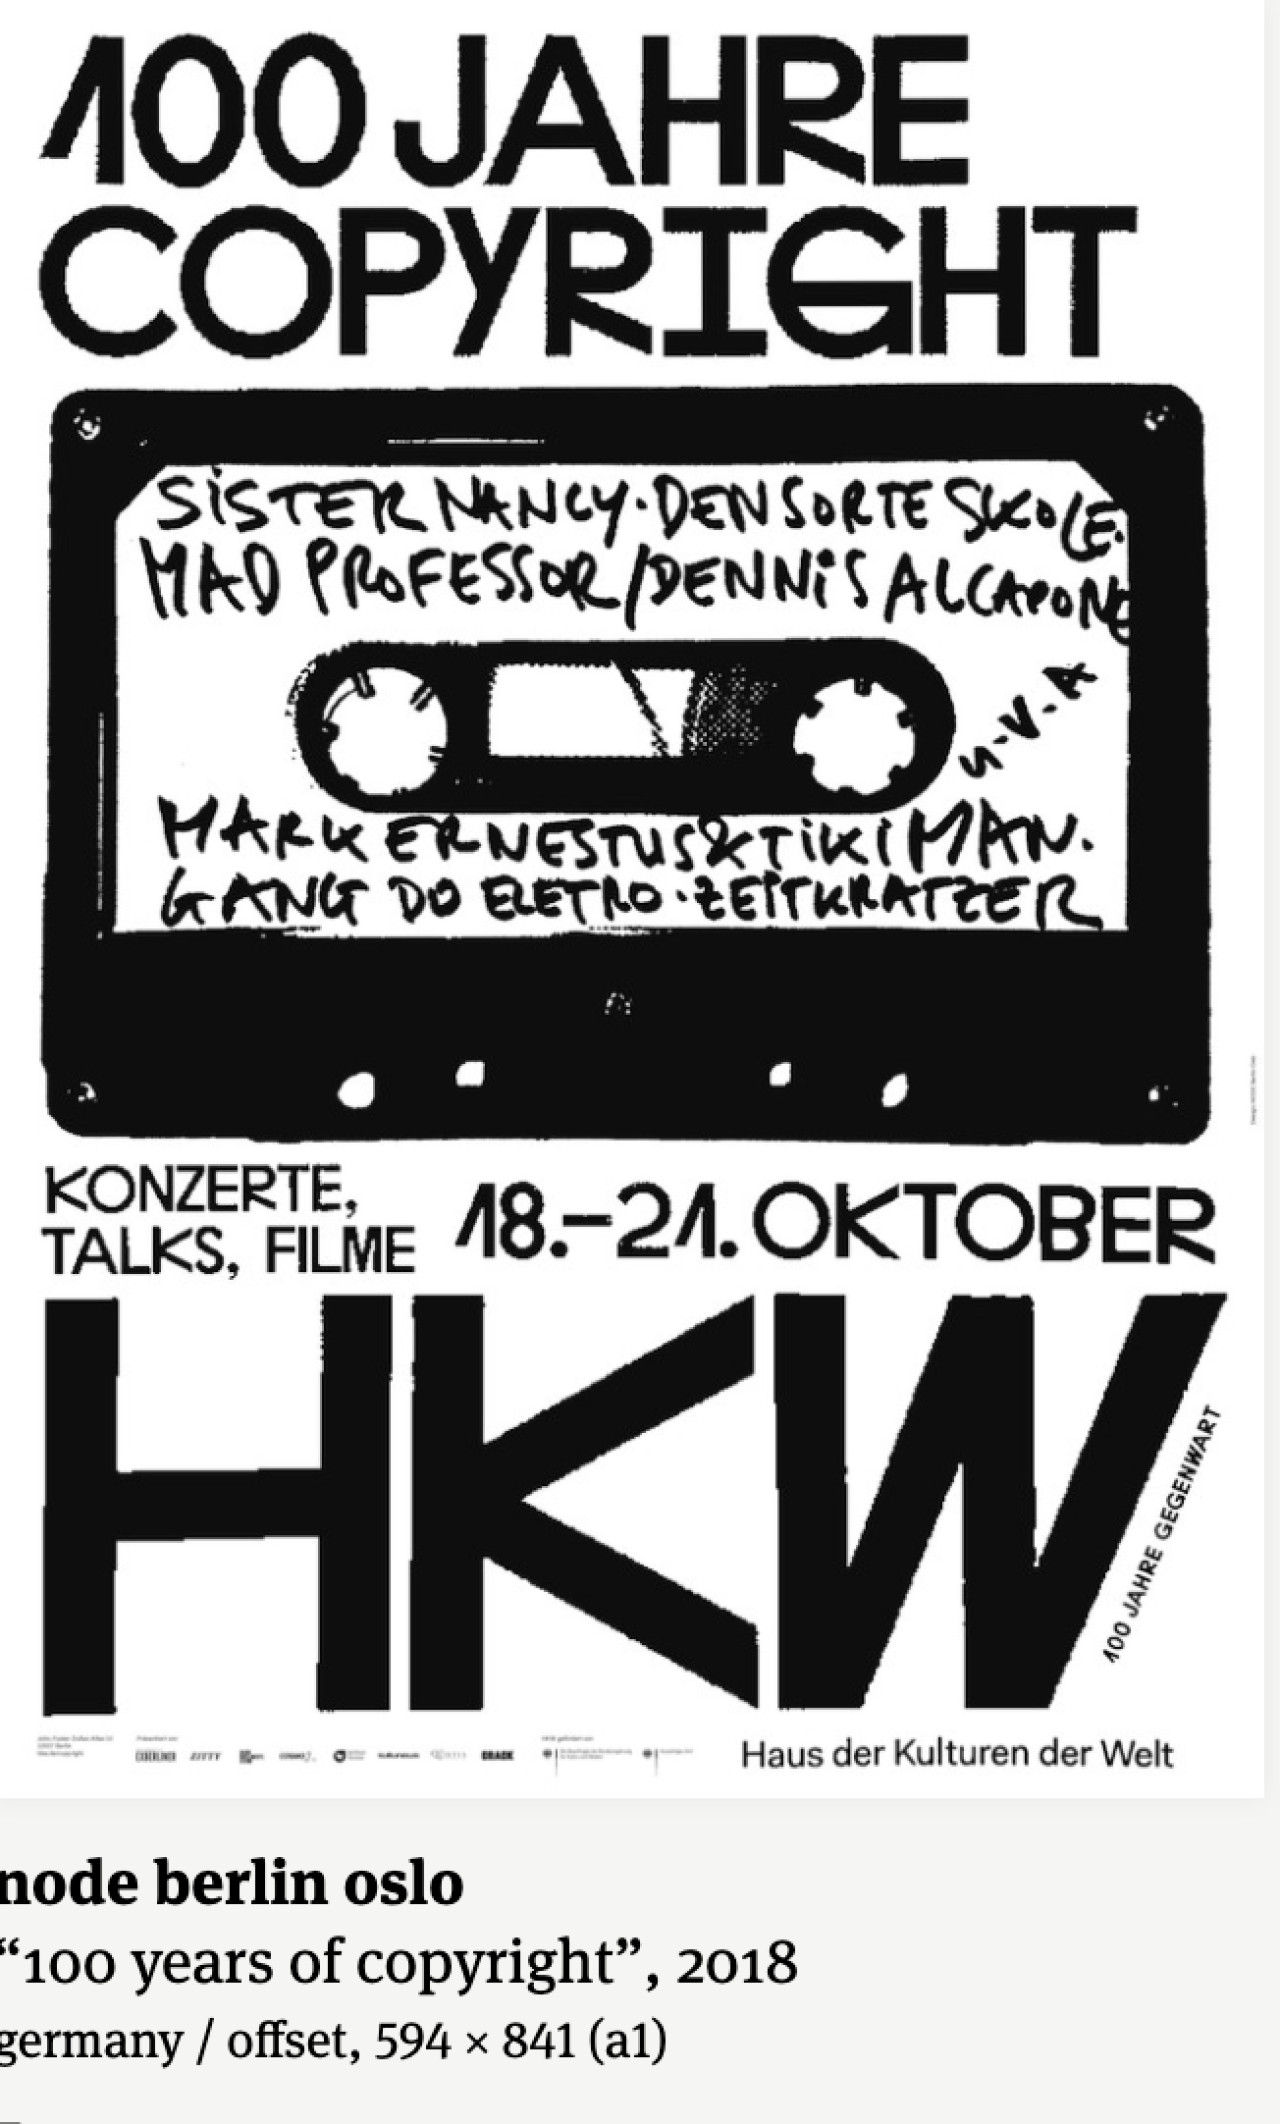 100 JAHRE
COPYRIGHT
SiSTER NANCY · DEN SORTE SKOLE ·
MAD PROFESSOR / DENNiS ALCAPONE
U·V·A
MARK ERNESTUS & TiKIMAN ·
GANG DO ELETRO · ZEITKRATZER
KONZERTE,
TALKS, FILME
18.–21. OKTOBER
HKW
100 JAHRE GEGENWART
ZITTY
Haus der Kulturen der Welt
node berlin oslo
“100 years of copyright”, 2018
germany / offset, 594 × 841 (a1)